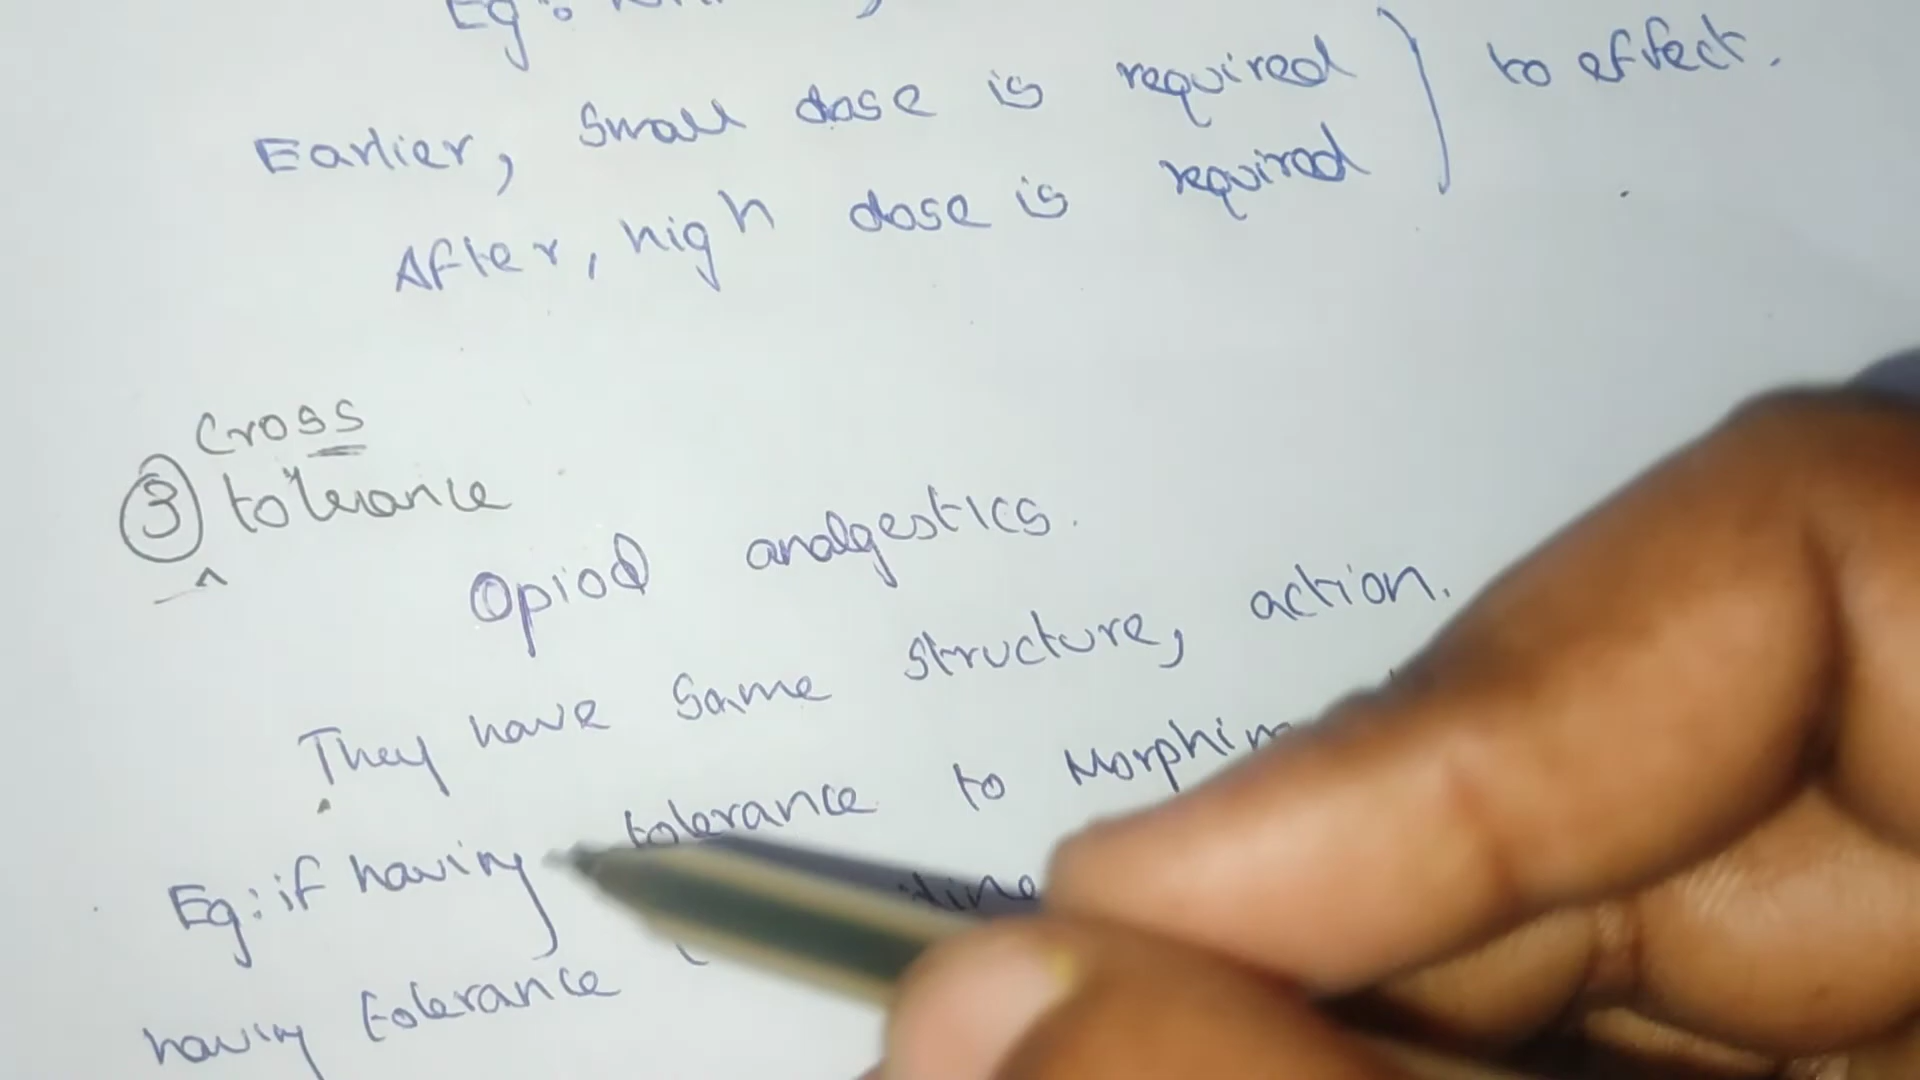 Eg:
Earlier, small dose is required
to effect.
After, high dose is required
Cross
③ tolerance
Opiod analgestics.
They have same structure, action.
Eg: if having tolerance to
having tolerance